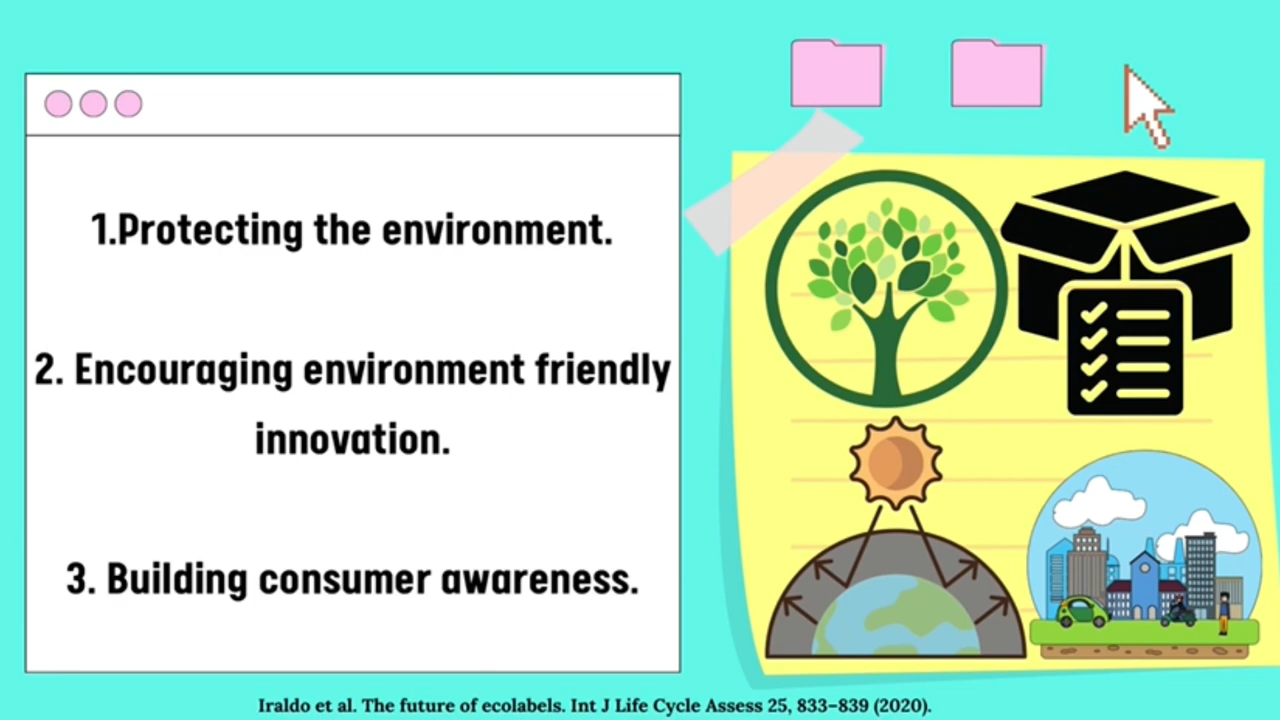 1.Protecting the environment.
2. Encouraging environment friendly
innovation.
3. Building consumer awareness.
Iraldo et al. The future of ecolabels. Int J Life Cycle Assess 25, 833–839 (2020).